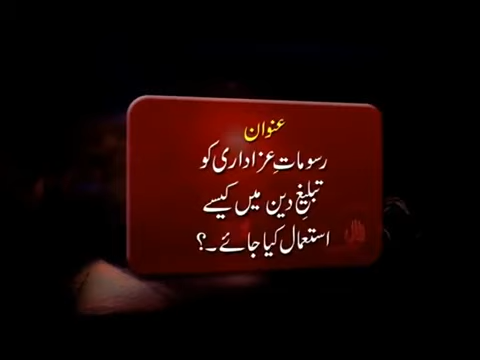 عنوان
رسوماتِ عزاداری کو
تبلیغِ دین میں کیسے
استعمال کیا جائے ۔؟